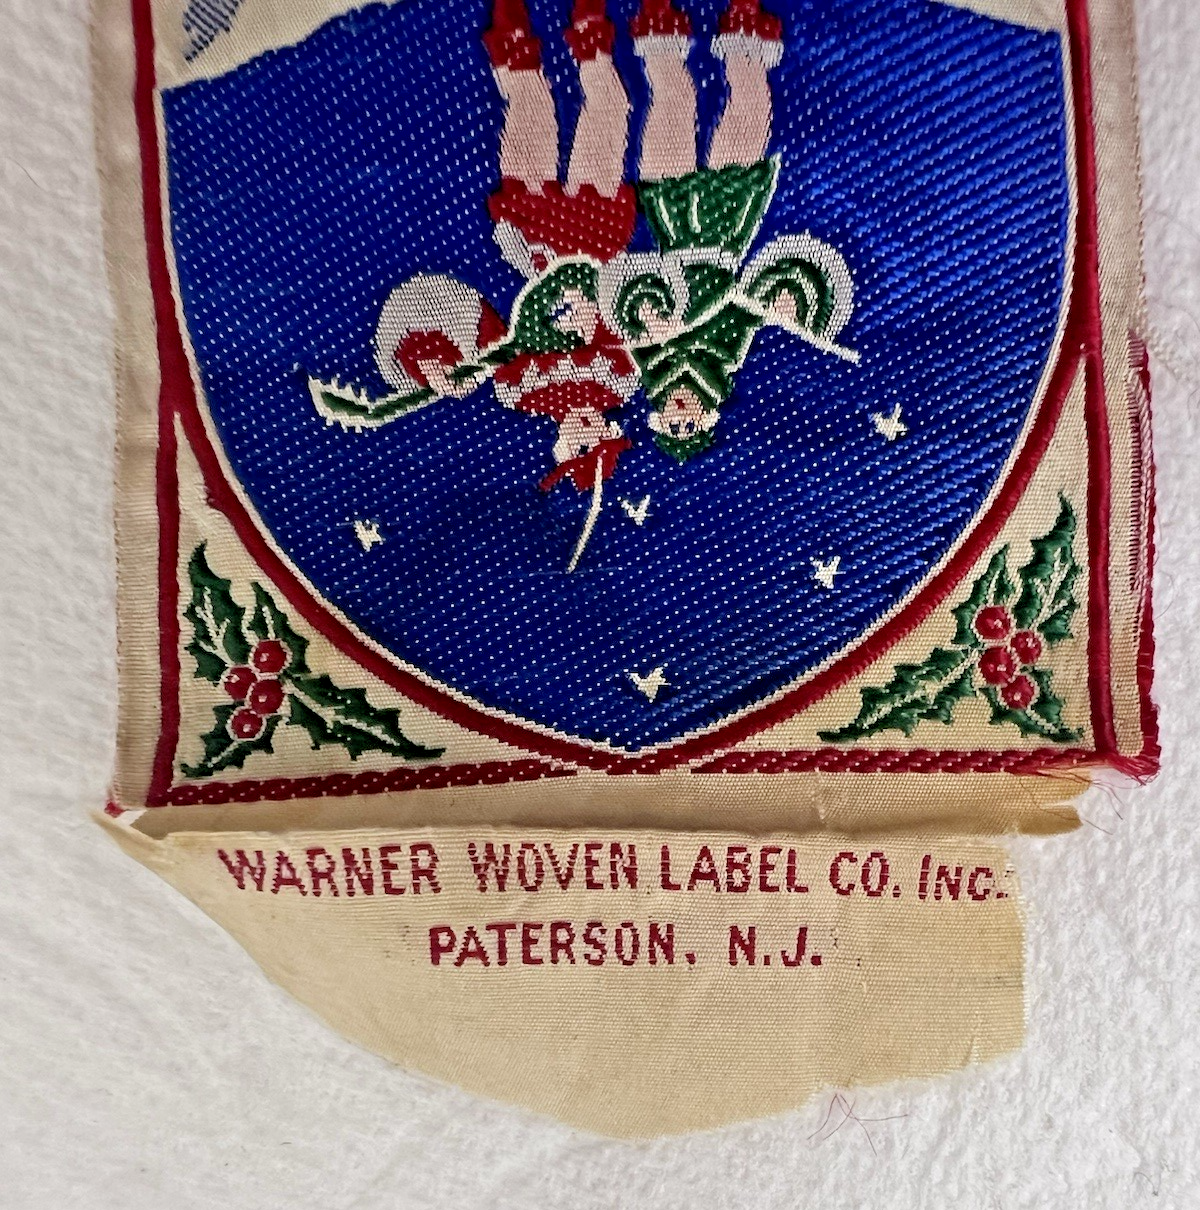 WARNER WOVEN LABEL CO. INC.
PATERSON, N.J.